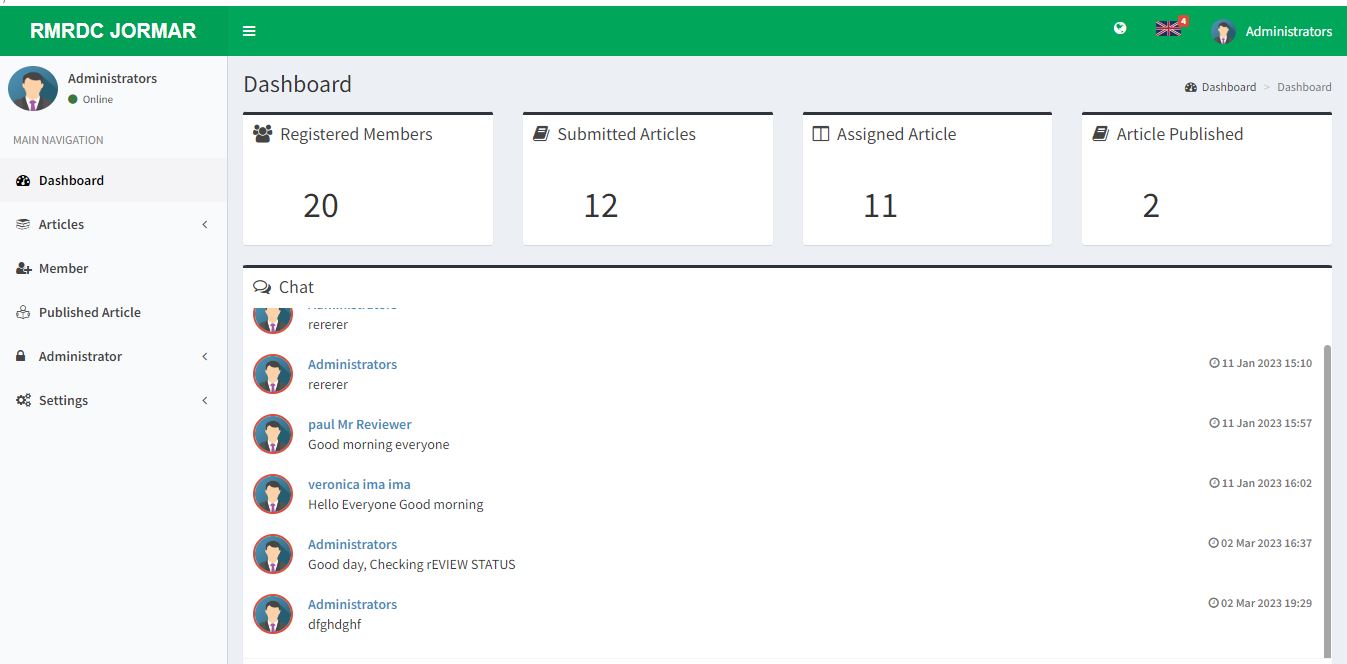 RMRDC JORMAR
4
Administrators
Administrators
Online
MAIN NAVIGATION
Dashboard
Articles
Member
Published Article
Administrator
Settings
Dashboard
Dashboard > Dashboard
Registered Members
20
Submitted Articles
12
Assigned Article
11
Article Published
2
Chat
Administrators
rererer
Administrators
11 Jan 2023 15:10
rererer
paul Mr Reviewer
11 Jan 2023 15:57
Good morning everyone
veronica ima ima
11 Jan 2023 16:02
Hello Everyone Good morning
Administrators
02 Mar 2023 16:37
Good day, Checking rEVIEW STATUS
Administrators
02 Mar 2023 19:29
dfghdghf